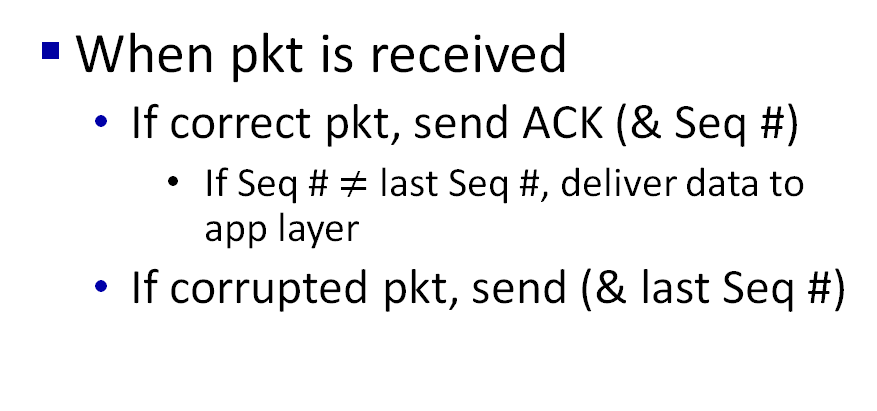 When pkt is received
If correct pkt, send ACK (& Seq #)
If Seq # ≠ last Seq #, deliver data to
app layer
If corrupted pkt, send (& last Seq #)